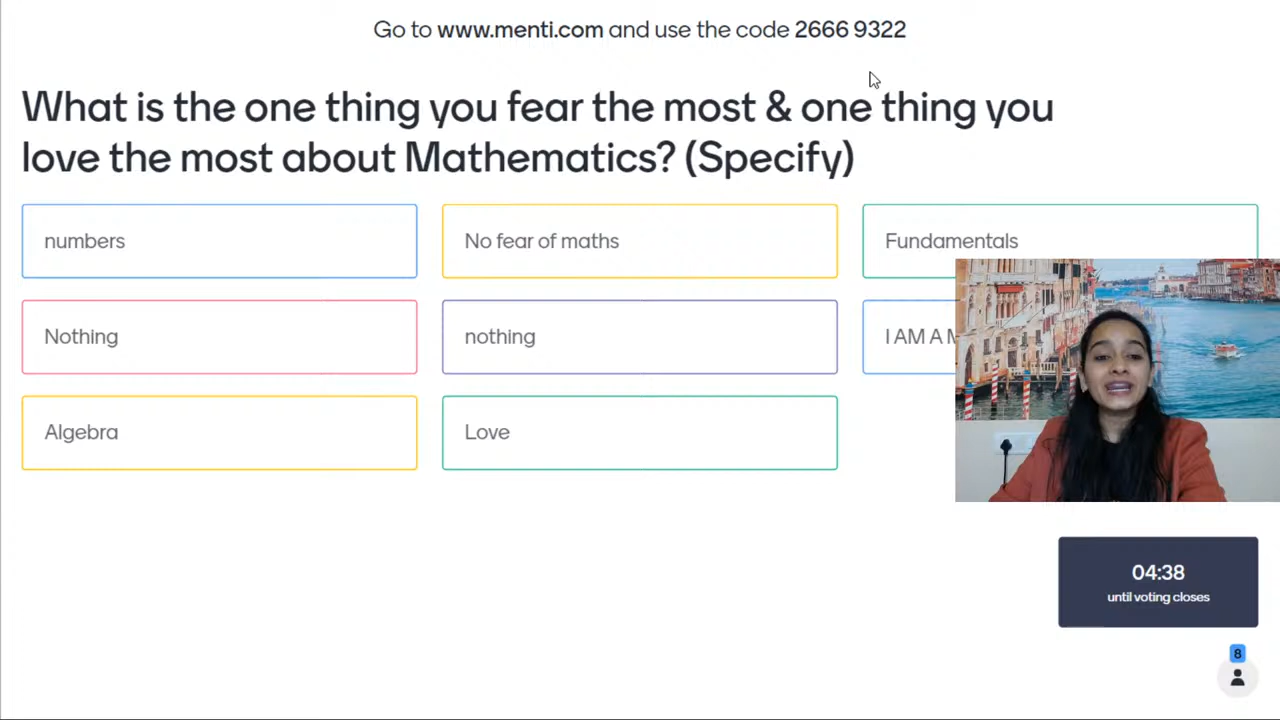 Go to www.menti.com and use the code 2666 9322
What is the one thing you fear the most & one thing you
love the most about Mathematics? (Specify)
numbers
No fear of maths
Fundamentals
Nothing
nothing
I AM A
Algebra
Love
04:38
until voting closes
8